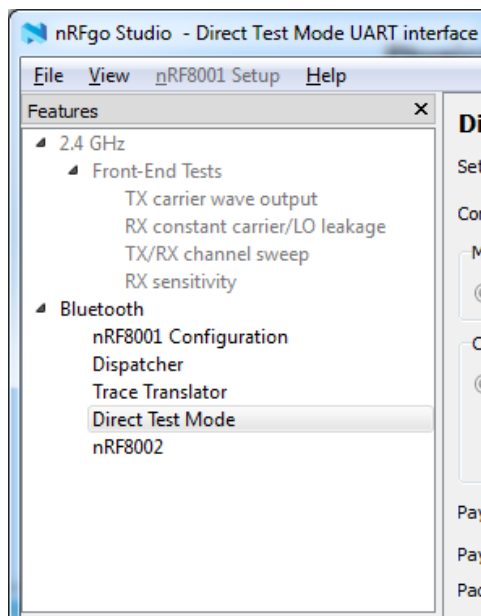 nRFgo Studio - Direct Test Mode UART interface
File View nRF8001 Setup Help
Features
2.4 GHz
Front-End Tests
TX carrier wave output
RX constant carrier/LO leakage
TX/RX channel sweep
RX sensitivity
Bluetooth
nRF8001 Configuration
Dispatcher
Trace Translator
Direct Test Mode
nRF8002